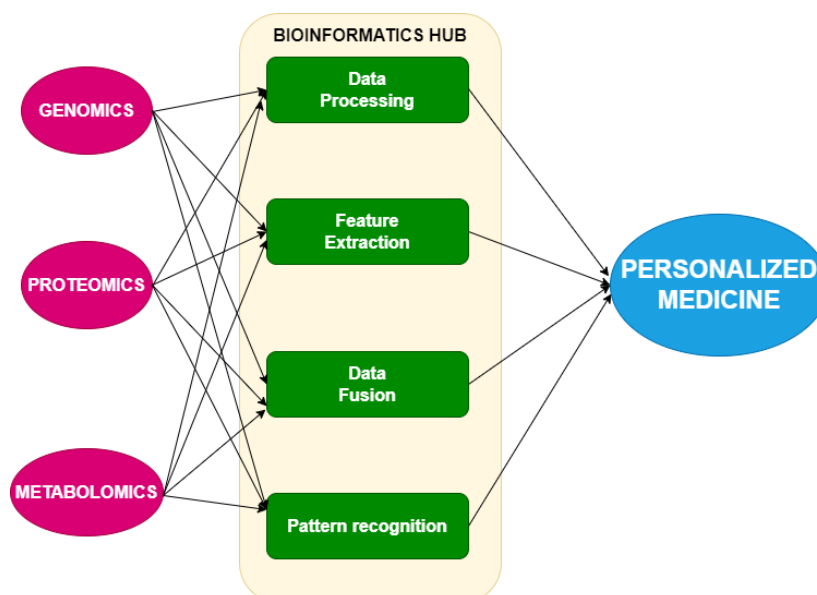 BIOINFORMATICS HUB
GENOMICS
PROTEOMICS
METABOLOMICS
Data
Processing
Feature
Extraction
Data
Fusion
Pattern recognition
PERSONALIZED
MEDICINE